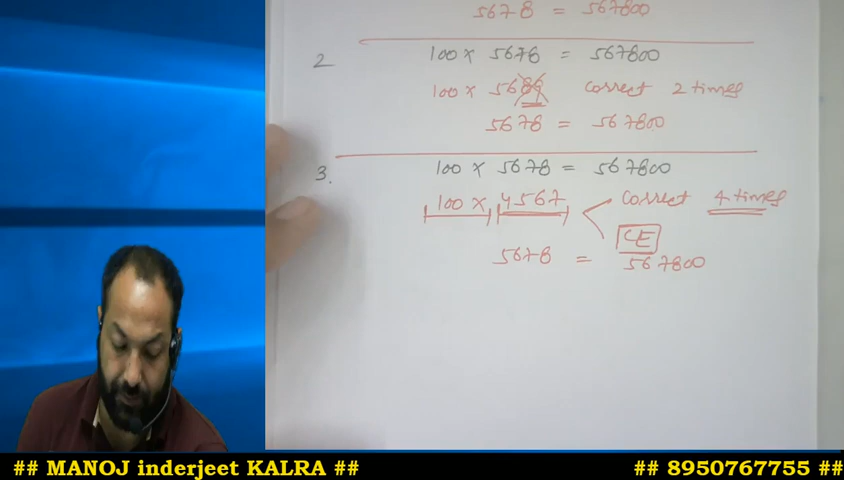 5678 = 567800
2 100 x 5678 = 567800
100 x 5689 correct 2 times
5678 = 567800
3. 100 x 5678 = 567800
100 x 4567 correct 4 times
CE
5678 = 567800
## MANOJ inderjeet KALRA ## ## 8950767755 ##